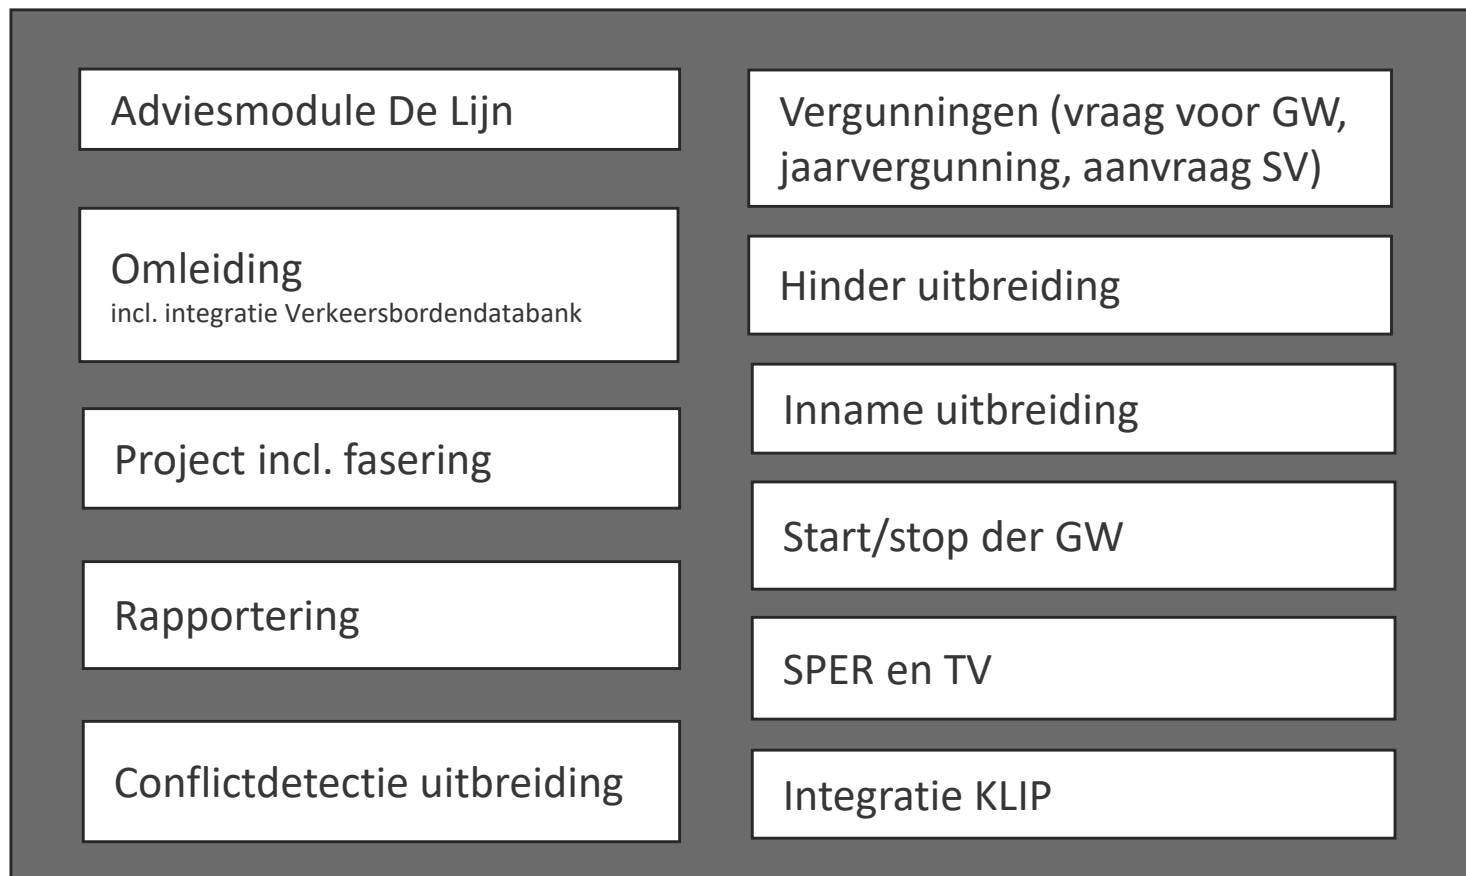 Adviesmodule De Lijn
Omleiding
incl. integratie Verkeersbordendatabank
Project incl. fasering
Rapportering
Conflictdetectie uitbreiding
Vergunningen (vraag voor GW,
jaarvergunning, aanvraag SV)
Hinder uitbreiding
Inname uitbreiding
Start/stop der GW
SPER en TV
Integratie KLIP